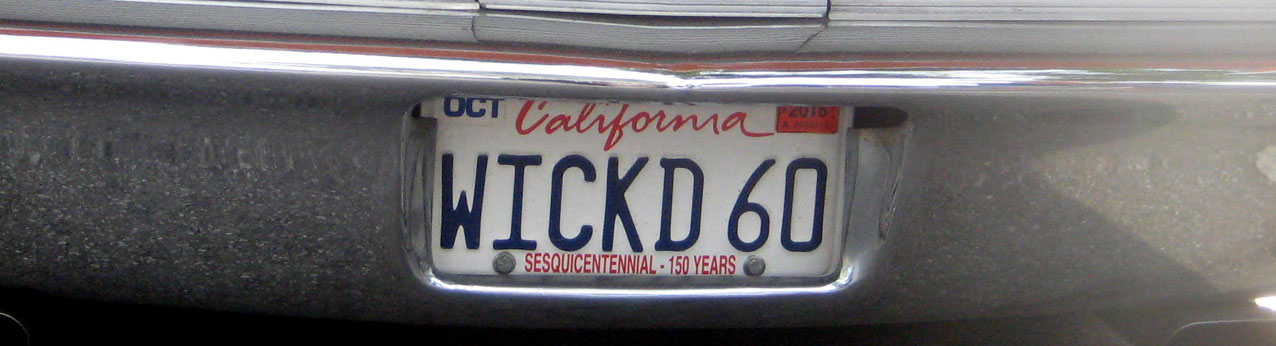 OCT California 2016
WICKD 60
SESQUICENTENNIAL - 150 YEARS